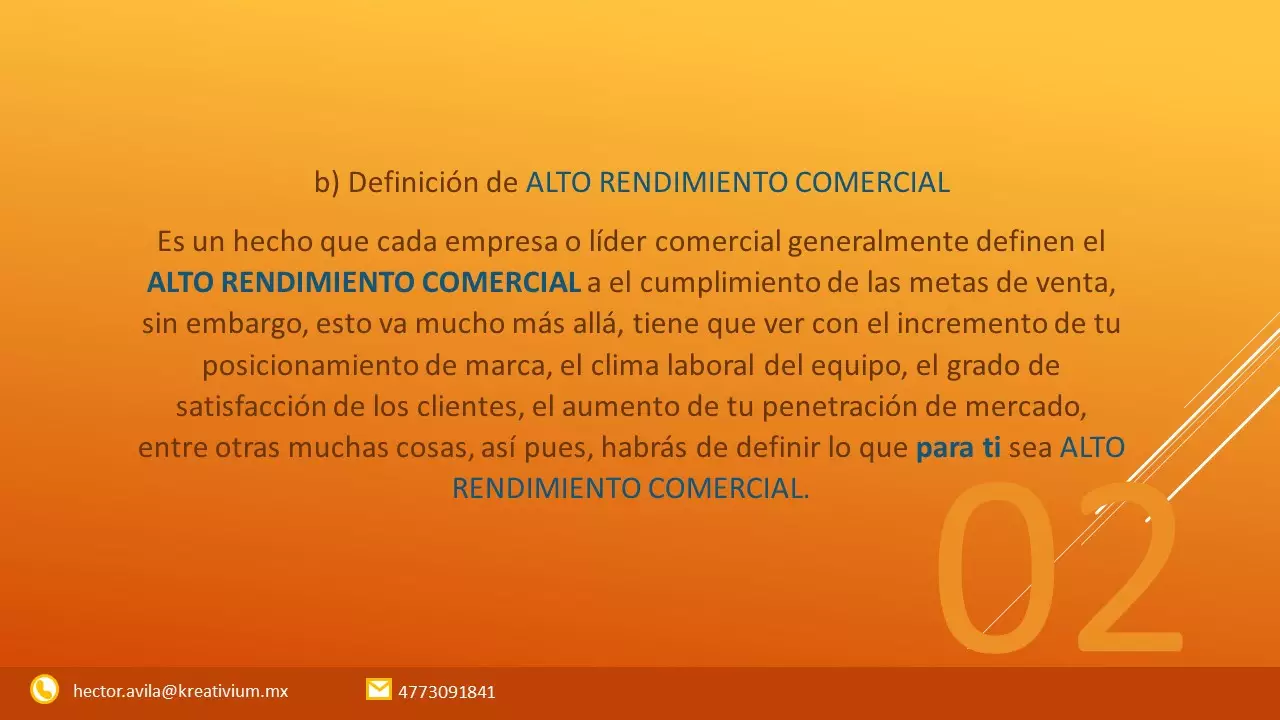 b) Definición de ALTO RENDIMIENTO COMERCIAL
Es un hecho que cada empresa o líder comercial generalmente definen el
ALTO RENDIMIENTO COMERCIAL a el cumplimiento de las metas de venta,
sin embargo, esto va mucho más allá, tiene que ver con el incremento de tu
posicionamiento de marca, el clima laboral del equipo, el grado de
satisfacción de los clientes, el aumento de tu penetración de mercado,
entre otras muchas cosas, así pues, habrás de definir lo que para ti sea ALTO
RENDIMIENTO COMERCIAL.
02
hector.avila@kreativium.mx 4773091841